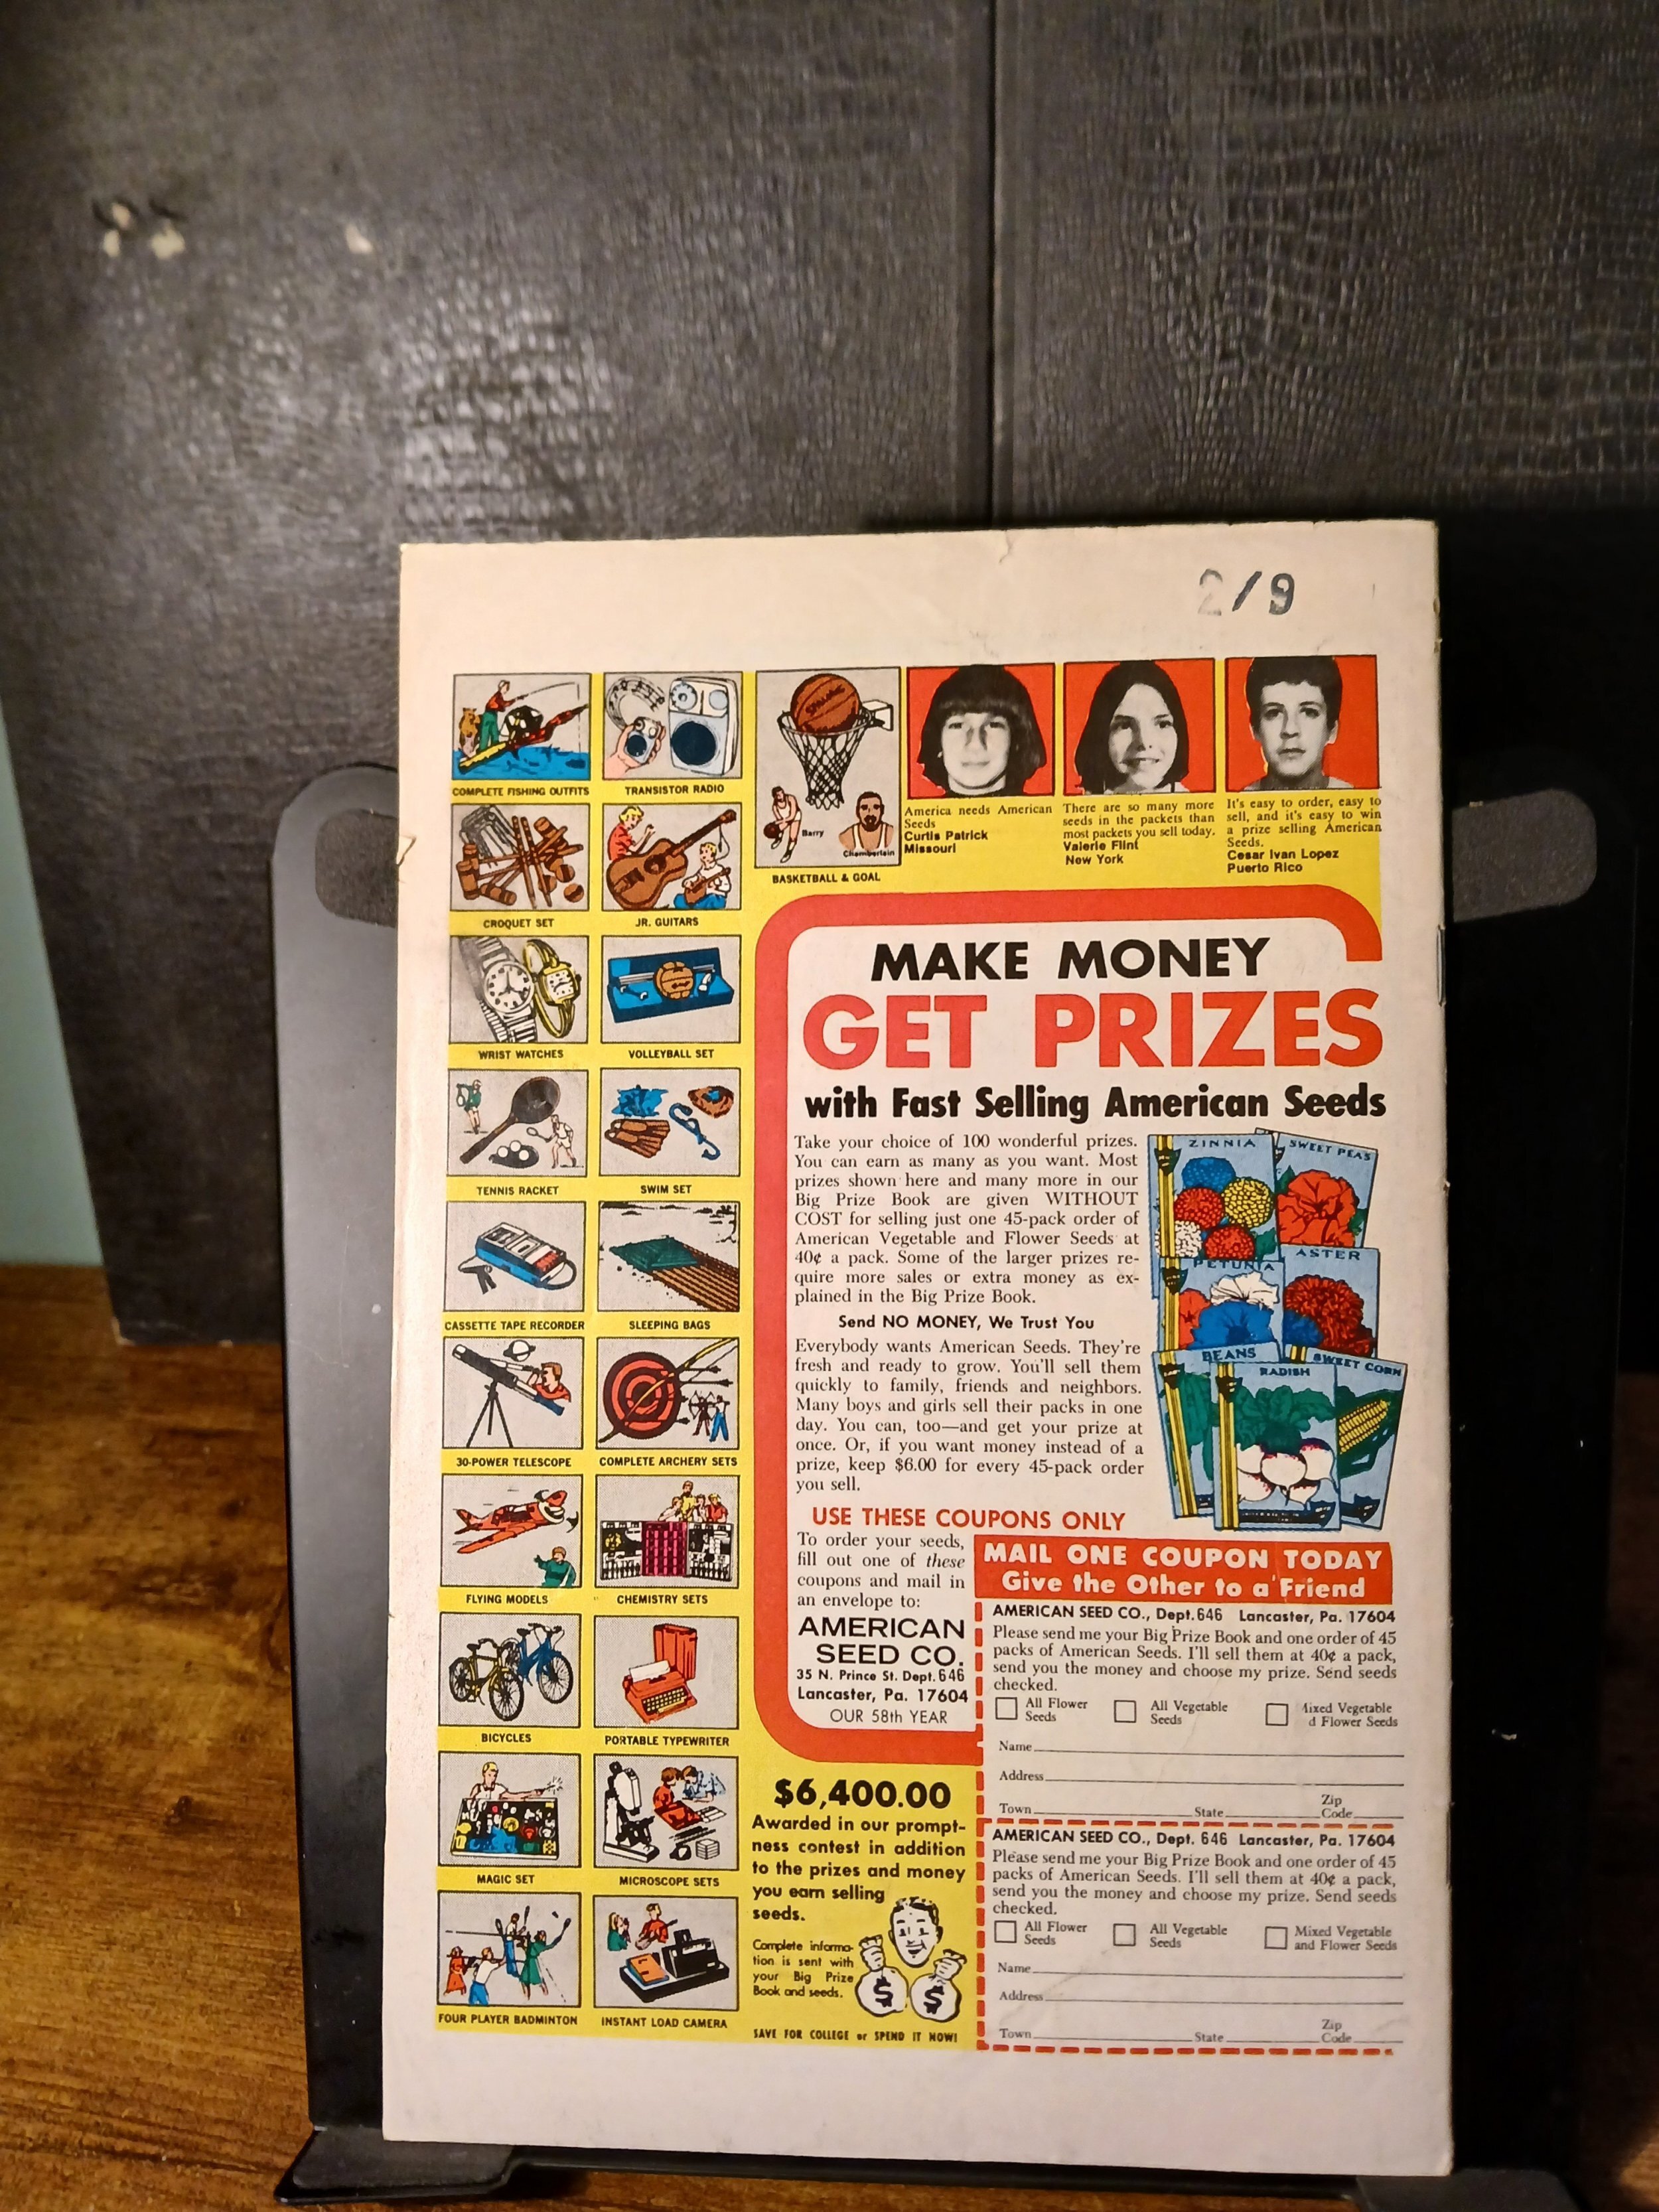 2/9
COMPLETE FISHING OUTFITS
TRANSISTOR RADIO
CROQUET SET
JR. GUITARS
WRIST WATCHES
VOLLEYBALL SET
TENNIS RACKET
SWIM SET
CASSETTE TAPE RECORDER
SLEEPING BAGS
30-POWER TELESCOPE
COMPLETE ARCHERY SETS
FLYING MODELS
CHEMISTRY SETS
BICYCLES
PORTABLE TYPEWRITER
MAGIC SET
MICROSCOPE SETS
FOUR PLAYER BADMINTON
INSTANT LOAD CAMERA
SPALDING
Barry
Chamberlain
BASKETBALL & GOAL
America needs American
Seeds
Curtis Patrick
Missouri
There are so many more
seeds in the packets than
most packets you sell today.
Valerie Flint
New York
It's easy to order, easy to
sell, and it's easy to win
a prize selling American
Seeds.
Cesar Ivan Lopez
Puerto Rico
MAKE MONEY
GET PRIZES
with Fast Selling American Seeds
Take your choice of 100 wonderful prizes.
You can earn as many as you want. Most
prizes shown here and many more in our
Big Prize Book are given WITHOUT
COST for selling just one 45-pack order of
American Vegetable and Flower Seeds at
40¢ a pack. Some of the larger prizes re-
quire more sales or extra money as ex-
plained in the Big Prize Book.
Send NO MONEY, We Trust You
Everybody wants American Seeds. They're
fresh and ready to grow. You'll sell them
quickly to family, friends and neighbors.
Many boys and girls sell their packs in one
day. You can, too—and get your prize at
once. Or, if you want money instead of a
prize, keep $6.00 for every 45-pack order
you sell.
ZINNIA
SWEET PEAS
ASTER
PETUNIA
BEANS
SWEET CORN
RADISH
USE THESE COUPONS ONLY
To order your seeds,
fill out one of these
coupons and mail in
an envelope to:
AMERICAN
SEED CO.
35 N. Prince St. Dept. 646
Lancaster, Pa. 17604
OUR 58th YEAR
MAIL ONE COUPON TODAY
Give the Other to a Friend
AMERICAN SEED CO., Dept. 646 Lancaster, Pa. 17604
Please send me your Big Prize Book and one order of 45
packs of American Seeds. I'll sell them at 40¢ a pack,
send you the money and choose my prize. Send seeds
checked.
All Flower
Seeds
All Vegetable
Seeds
Mixed Vegetable
d Flower Seeds
Name
Address
Town State Zip Code
AMERICAN SEED CO., Dept. 646 Lancaster, Pa. 17604
Please send me your Big Prize Book and one order of 45
packs of American Seeds. I'll sell them at 40¢ a pack,
send you the money and choose my prize. Send seeds
checked.
All Flower
Seeds
All Vegetable
Seeds
Mixed Vegetable
and Flower Seeds
Name
Address
Town State Zip Code
$6,400.00
Awarded in our prompt-
ness contest in addition
to the prizes and money
you earn selling
seeds.
Complete informa-
tion is sent with
your Big Prize
Book and seeds.
$ $
SAVE FOR COLLEGE or SPEND IT NOW!